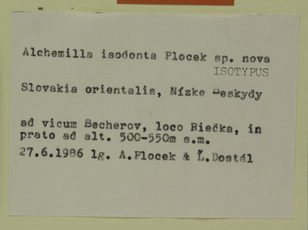 Alchemilla isodonta Plocek sp. nova
ISOTYPUS
Slovakia orientalis, Nízke Beskydy
ad vicum Becherov, loco Riečka, in
prato ad alt. 500-550m s.m.
27.6.1986 lg. A.Plocek & Ľ.Dostál